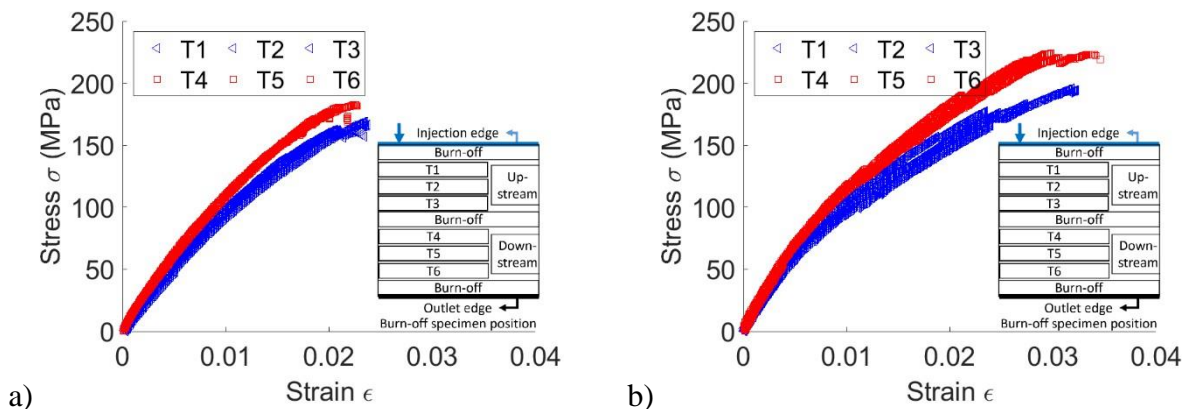 250
200
150
100
50
0
Stress σ (MPa)
T1 T2 T3
T4 T5 T6
Injection edge
Burn-off
T1
T2
T3
Up-
stream
Burn-off
T4
T5
T6
Down-
stream
Burn-off
Outlet edge
Burn-off specimen position
0 0.01 0.02 0.03 0.04
Strain ϵ
a)
250
200
150
100
50
0
Stress σ (MPa)
T1 T2 T3
T4 T5 T6
Injection edge
Burn-off
T1
T2
T3
Up-
stream
Burn-off
T4
T5
T6
Down-
stream
Burn-off
Outlet edge
Burn-off specimen position
0 0.01 0.02 0.03 0.04
Strain ϵ
b)